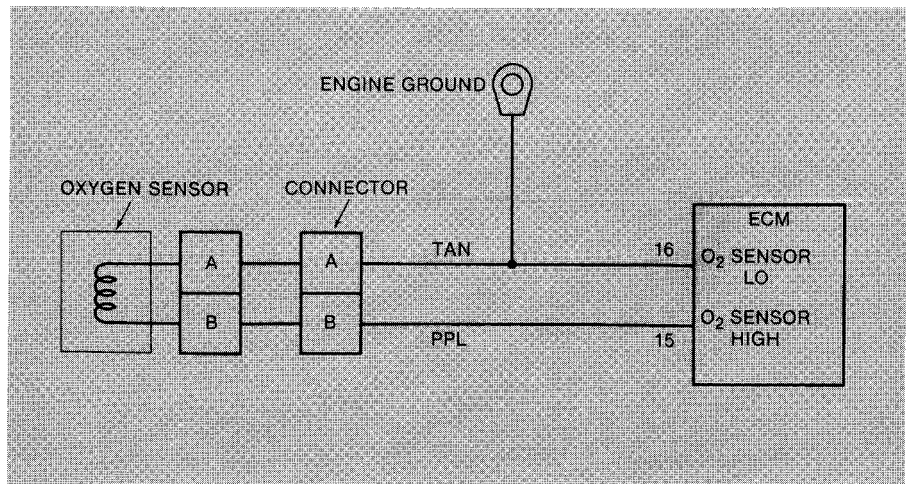 ENGINE GROUND
OXYGEN SENSOR
CONNECTOR
ECM
A
A
TAN
16
O₂ SENSOR
LO
B
B
PPL
15
O₂ SENSOR
HIGH